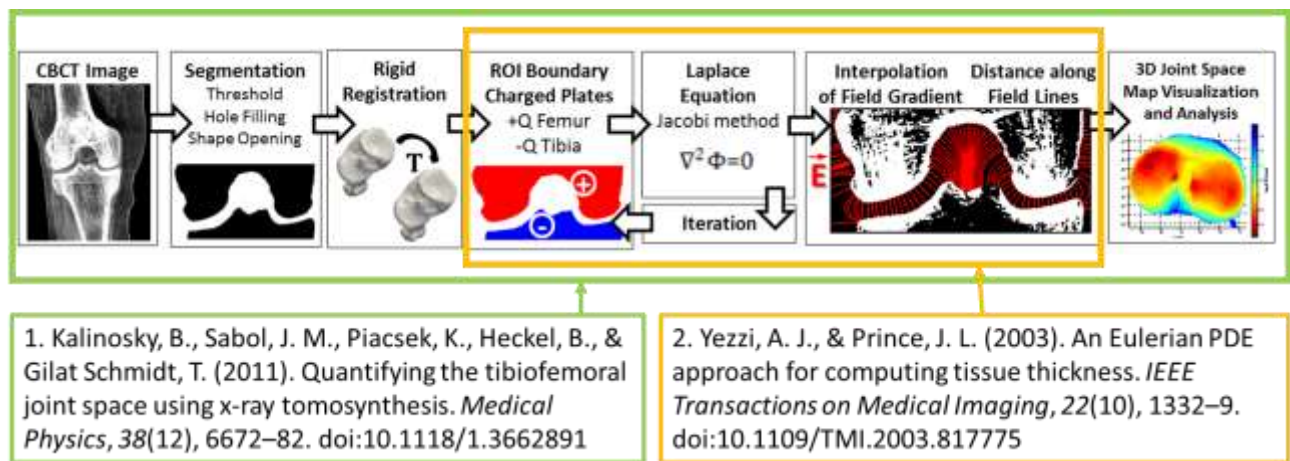 CBCT Image
Segmentation
Threshold
Hole Filling
Shape Opening
Rigid
Registration
T
ROI Boundary
Charged Plates
+Q Femur
-Q Tibia
+
-
Laplace
Equation
Jacobi method
∇²Φ=0
Iteration
Interpolation
of Field Gradient
Distance along
Field Lines
E
3D Joint Space
Map Visualization
and Analysis
1. Kalinosky, B., Sabol, J. M., Piacsek, K., Heckel, B., &
Gilat Schmidt, T. (2011). Quantifying the tibiofemoral
joint space using x-ray tomosynthesis. Medical
Physics, 38(12), 6672–82. doi:10.1118/1.3662891
2. Yezzi, A. J., & Prince, J. L. (2003). An Eulerian PDE
approach for computing tissue thickness. IEEE
Transactions on Medical Imaging, 22(10), 1332–9.
doi:10.1109/TMI.2003.817775